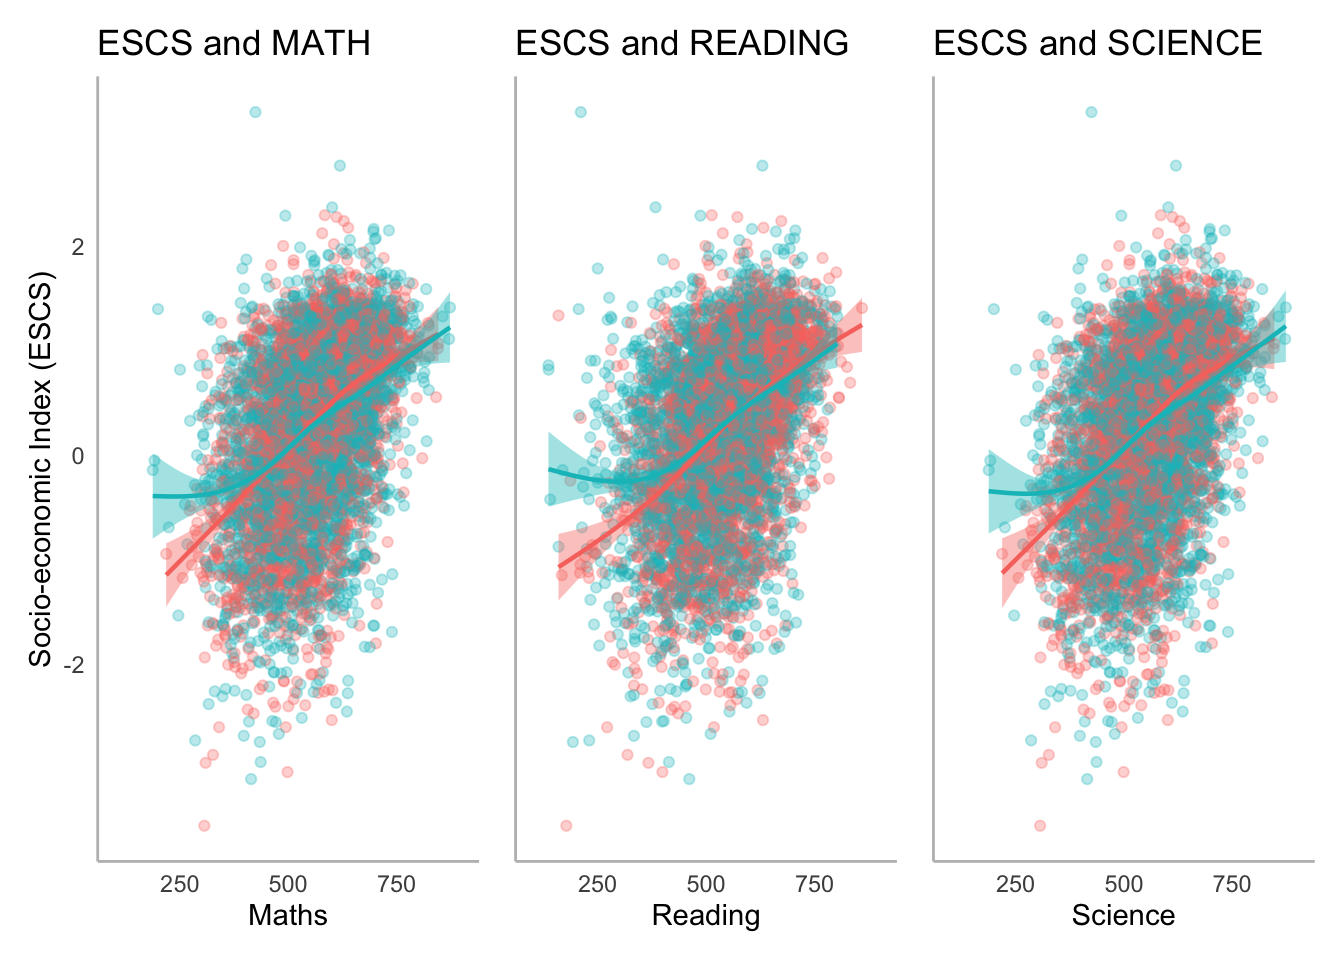 ESCS and MATH
ESCS and READING
ESCS and SCIENCE
Socio-economic Index (ESCS)
2
0
-2
250 500 750
250 500 750
250 500 750
Maths
Reading
Science